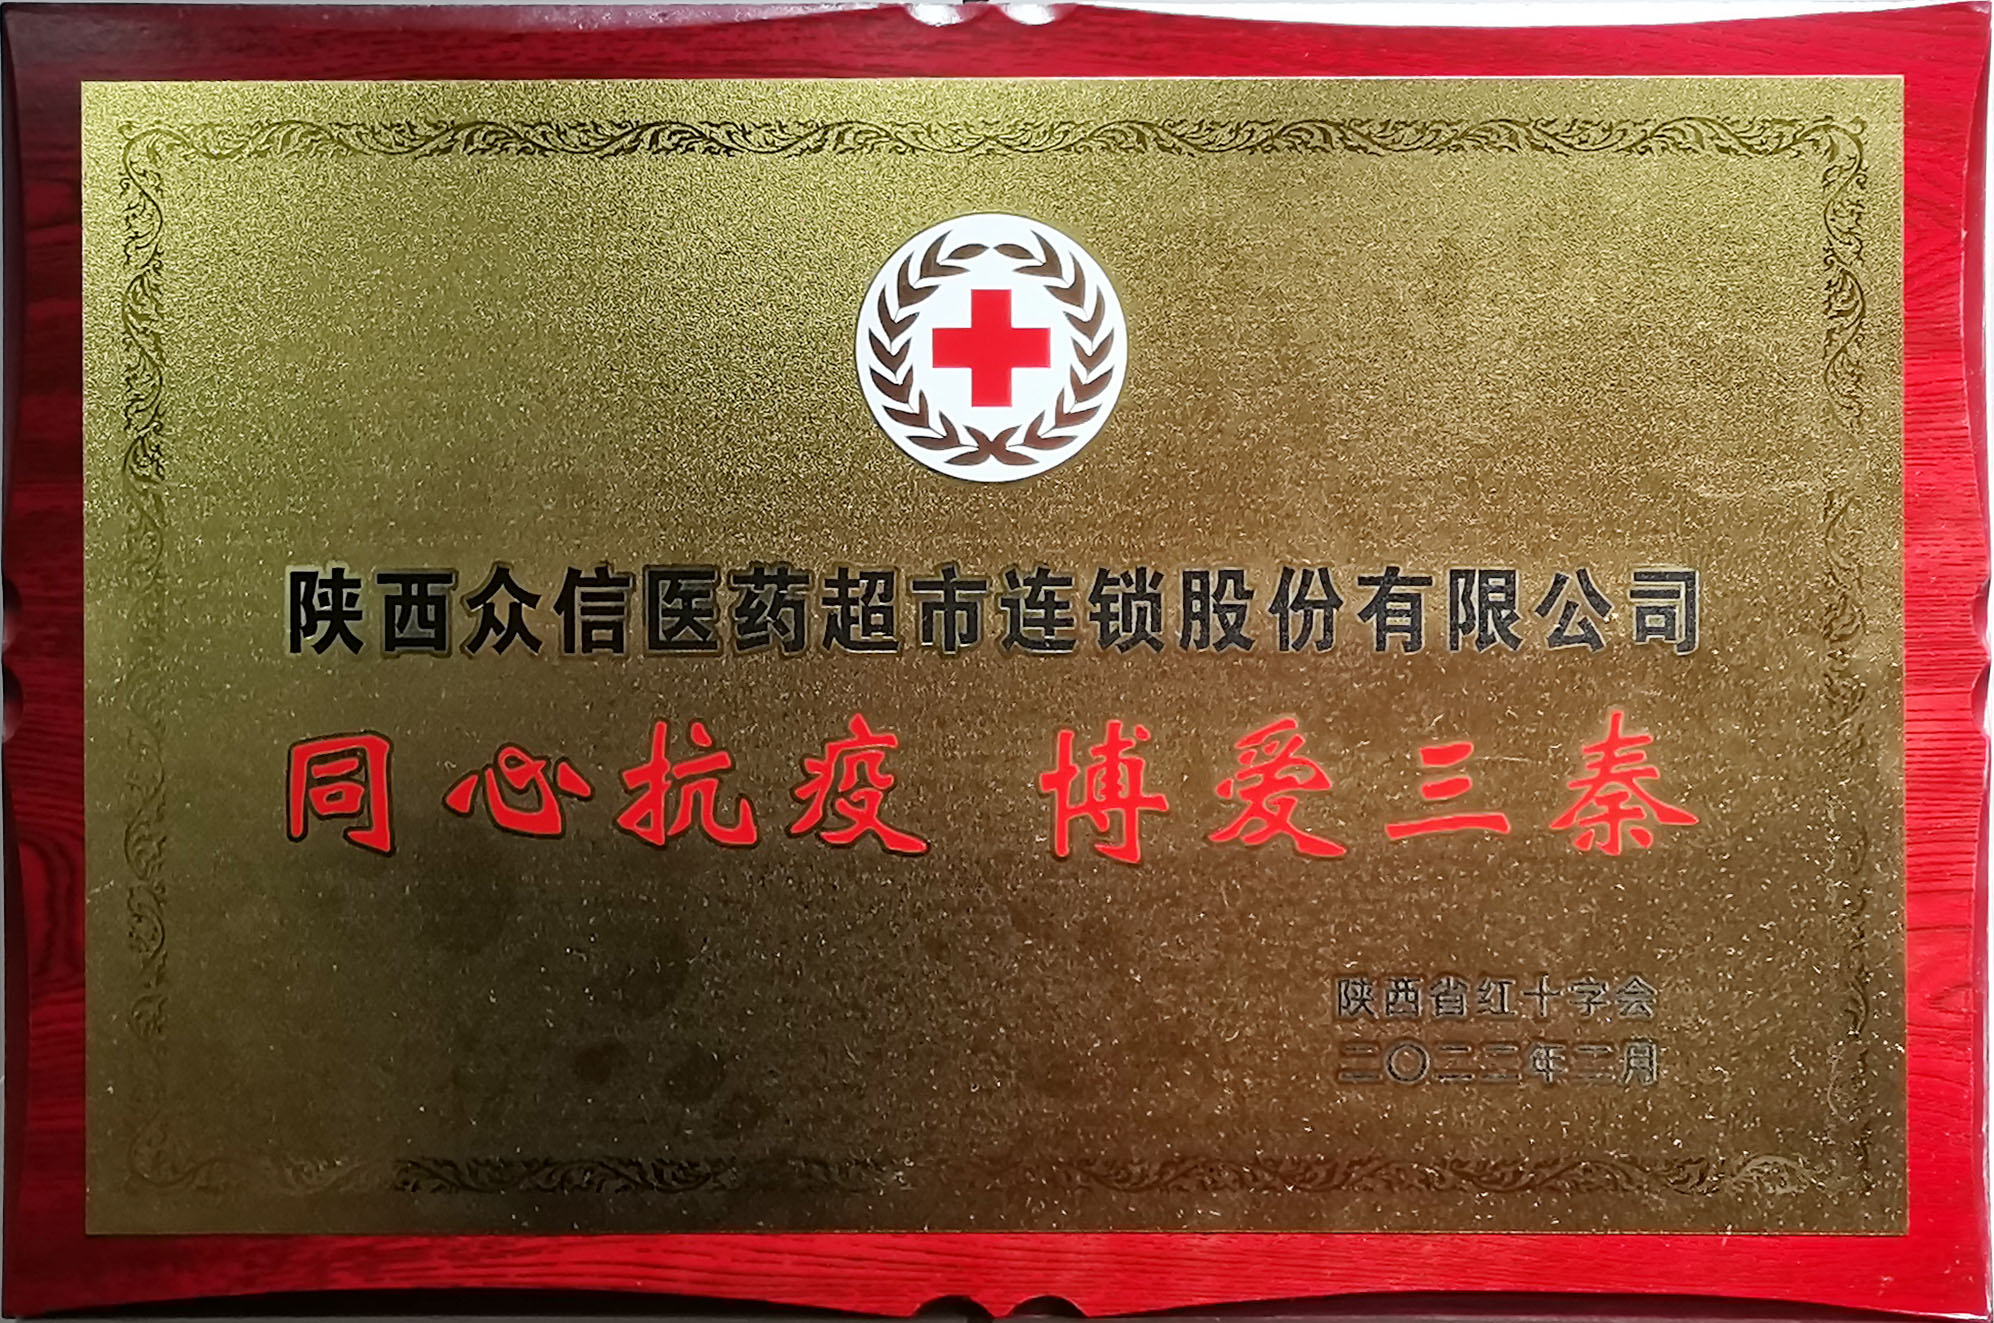 陕西众信医药超市连锁股份有限公司
同心抗疫 博爱三秦
陕西省红十字会
二〇二二年二月